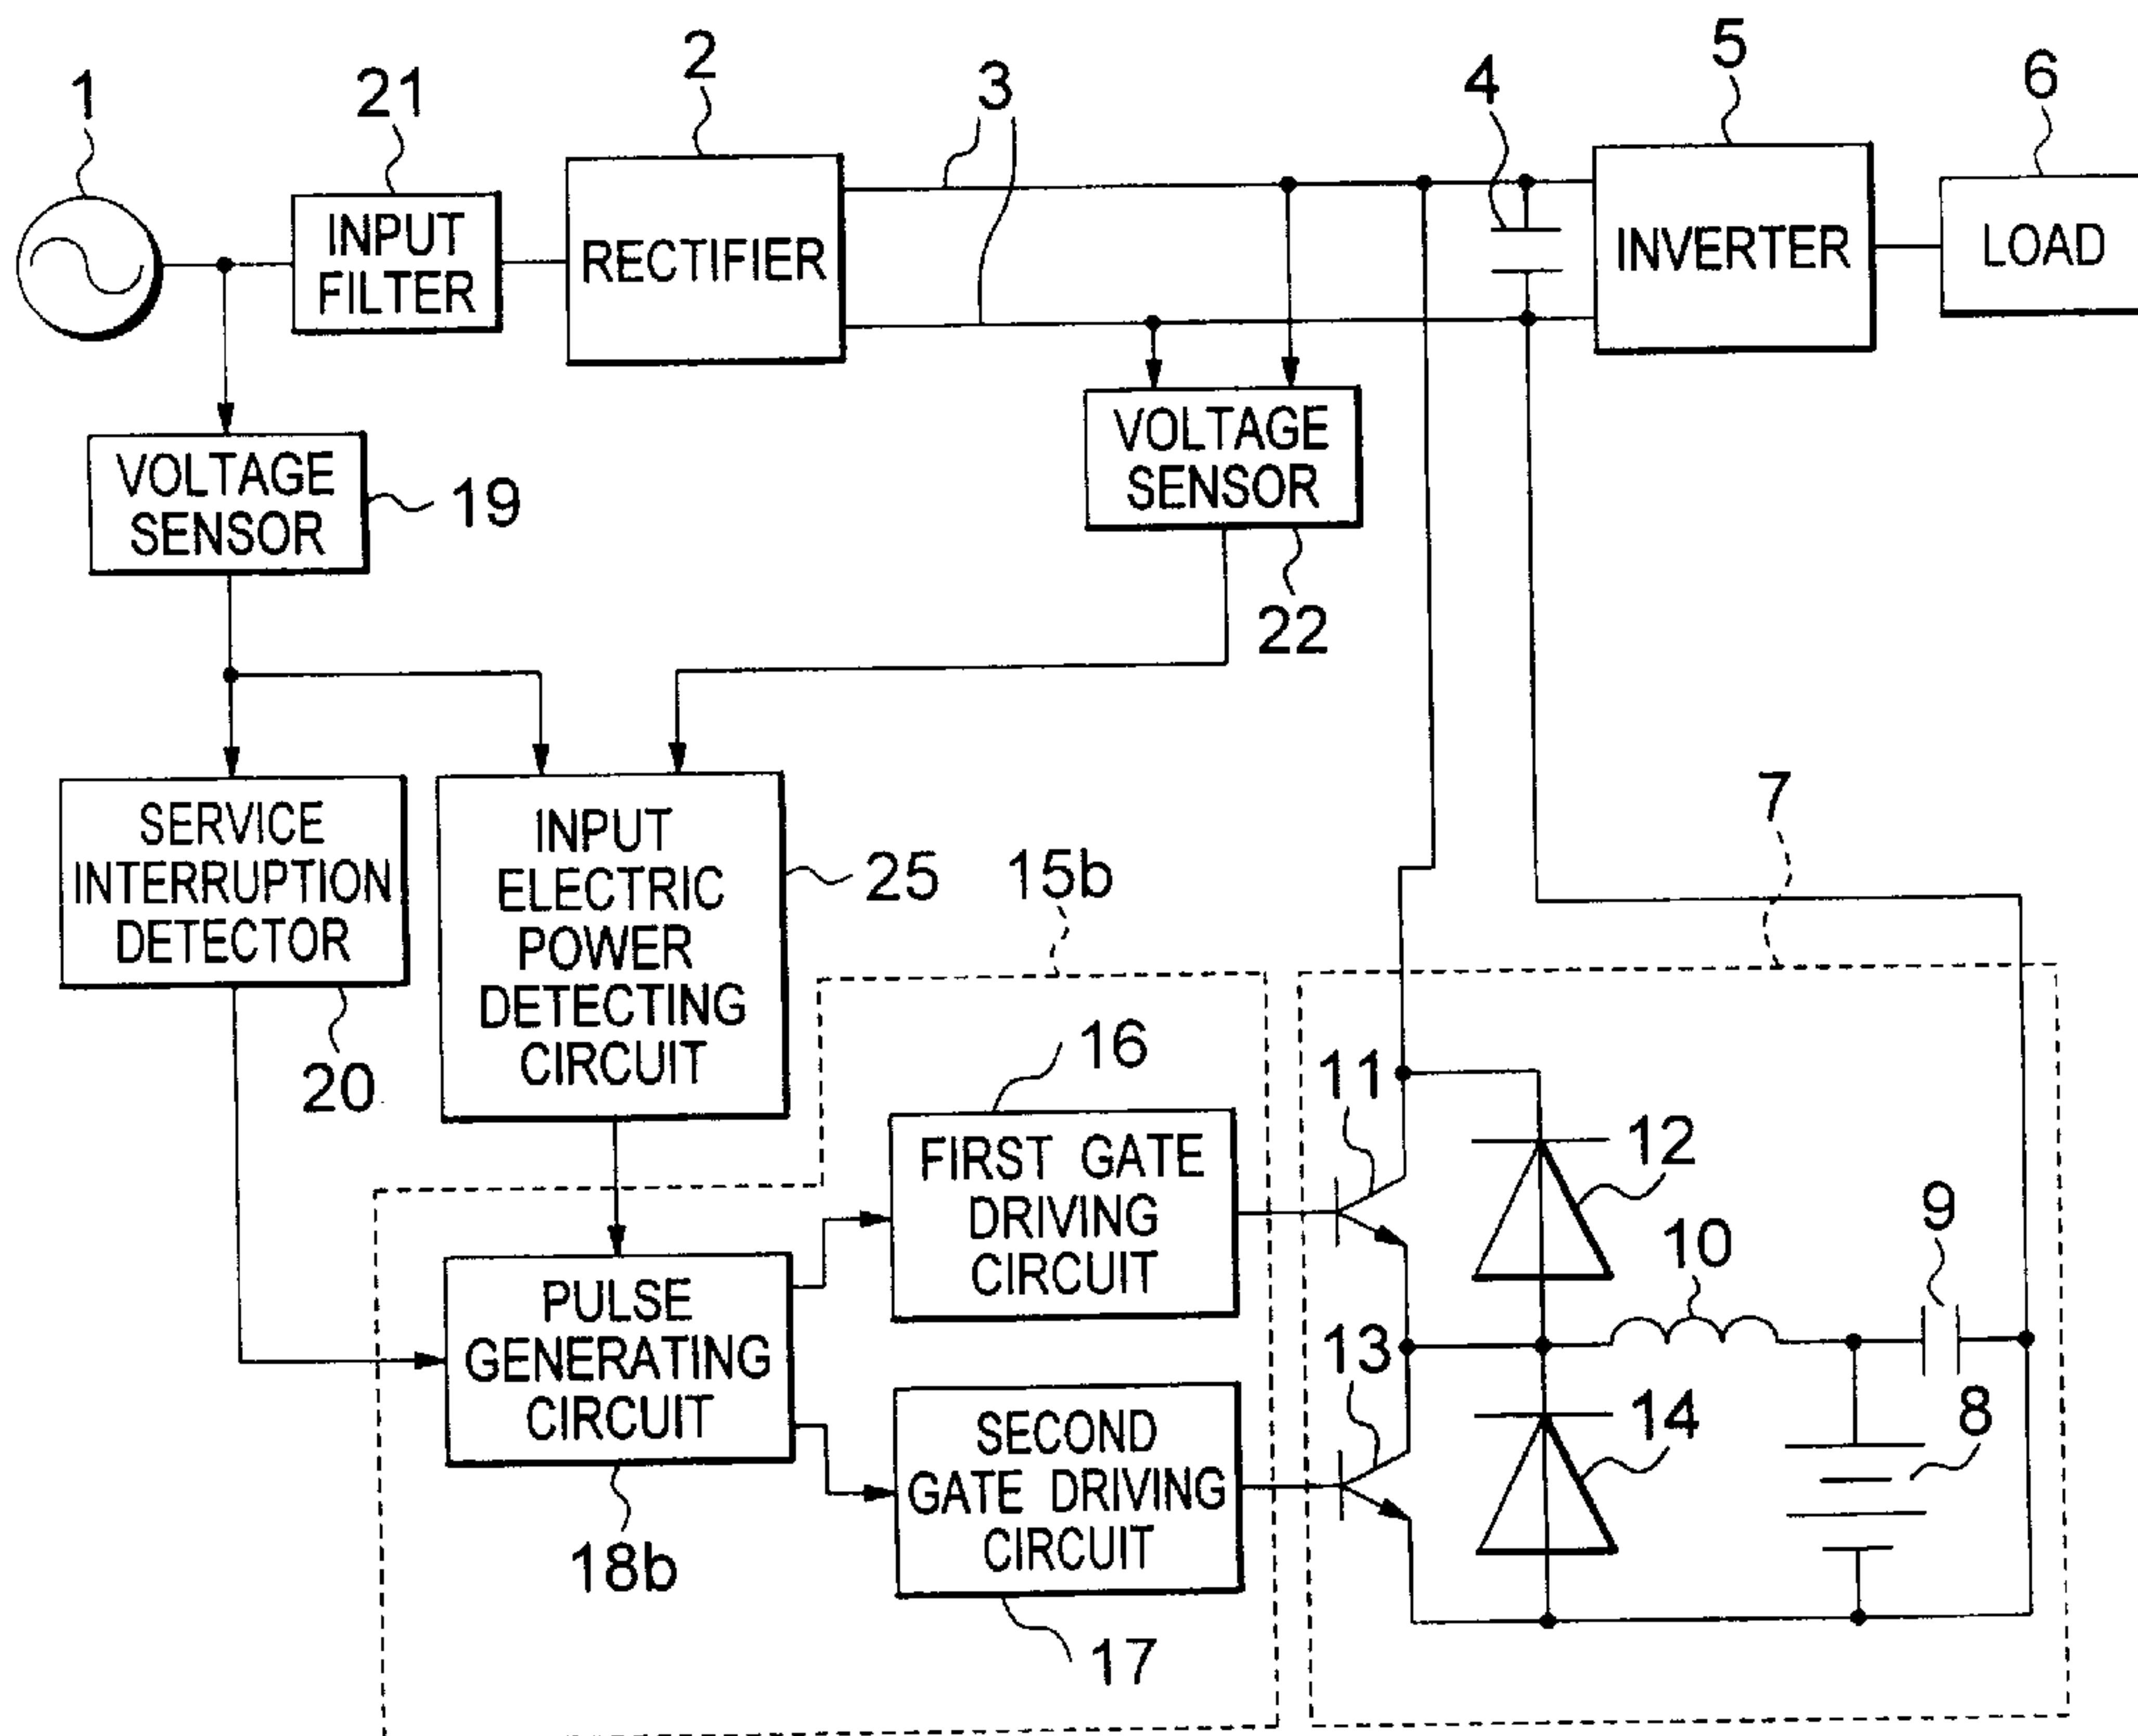 1
21
2
3
4
5
6
INPUT
FILTER
RECTIFIER
INVERTER
LOAD
VOLTAGE
SENSOR
19
VOLTAGE
SENSOR
22
SERVICE
INTERRUPTION
DETECTOR
20
INPUT
ELECTRIC
POWER
DETECTING
CIRCUIT
25
15b
7
16
FIRST GATE
DRIVING
CIRCUIT
11
12
10
9
PULSE
GENERATING
CIRCUIT
18b
13
14
8
SECOND
GATE DRIVING
CIRCUIT
17